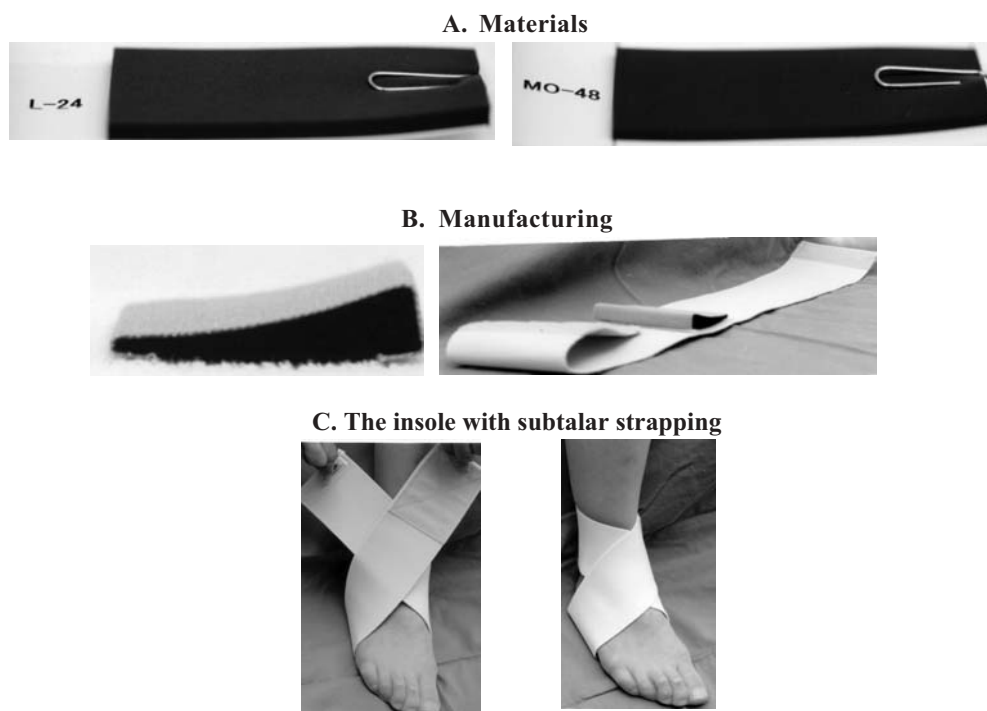 A. Materials
L-24
MO-48
B. Manufacturing
C. The insole with subtalar strapping